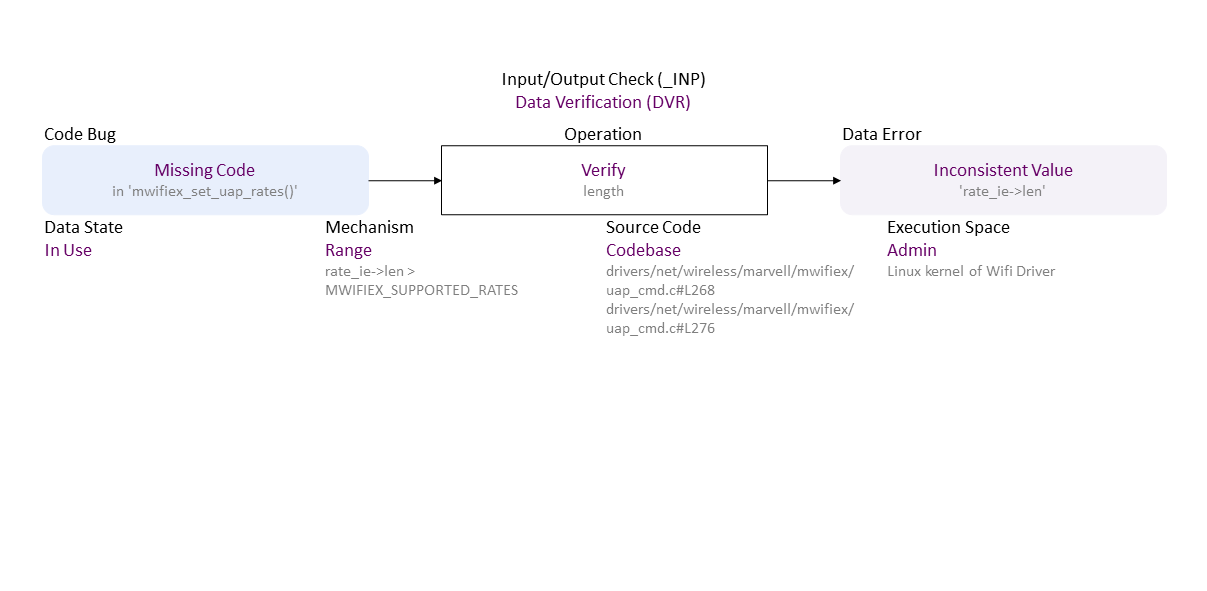 Input/Output Check (_INP)
Data Verification (DVR)
Code Bug
Operation
Data Error
Missing Code
in 'mwifiex_set_uap_rates()'
Verify
length
Inconsistent Value
'rate_ie->len'
Data State
In Use
Mechanism
Range
rate_ie->len >
MWIFIEX_SUPPORTED_RATES
Source Code
Codebase
drivers/net/wireless/marvell/mwifiex/
uap_cmd.c#L268
drivers/net/wireless/marvell/mwifiex/
uap_cmd.c#L276
Execution Space
Admin
Linux kernel of Wifi Driver